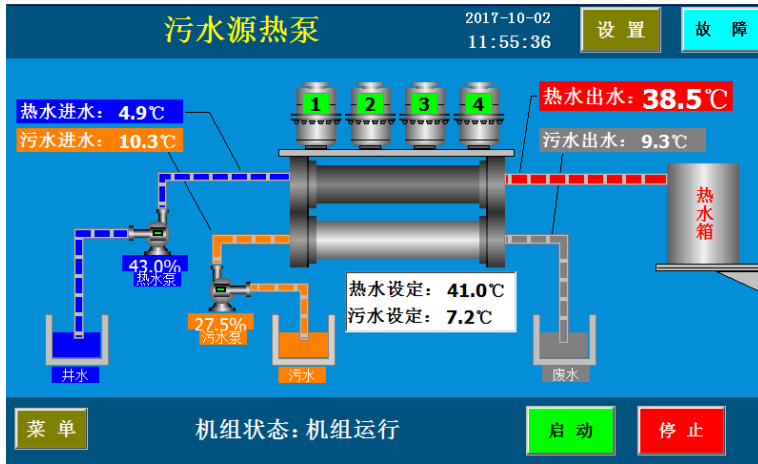 污水源热泵
2017-10-02
11:55:36
设 置
故 障
热水进水: 4.9℃
污水进水: 10.3℃
1 2 3 4
热水出水: 38.5℃
污水出水: 9.3℃
热水箱
43.0%
热水泵
27.5%
污水泵
热水设定: 41.0℃
污水设定: 7.2℃
井水
污水
废水
菜 单
机组状态: 机组运行
启 动
停 止